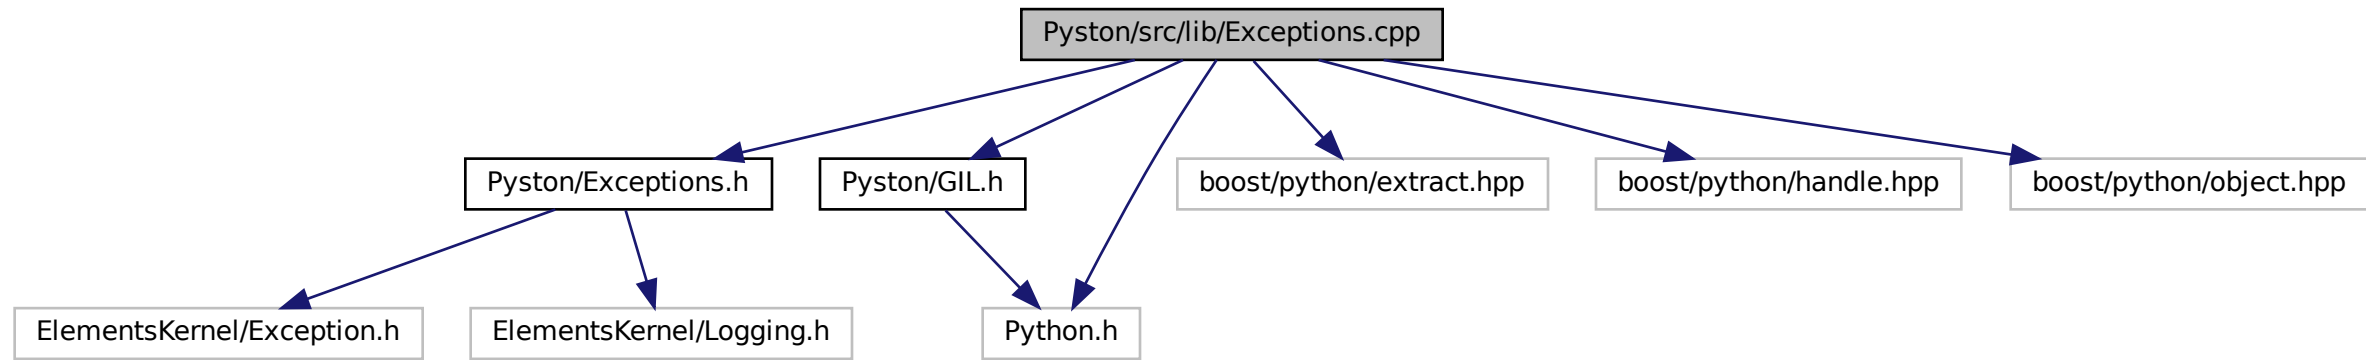 Pyston/src/lib/Exceptions.cpp
Pyston/Exceptions.h
Pyston/GIL.h
boost/python/extract.hpp
boost/python/handle.hpp
boost/python/object.hpp
ElementsKernel/Exception.h
ElementsKernel/Logging.h
Python.h